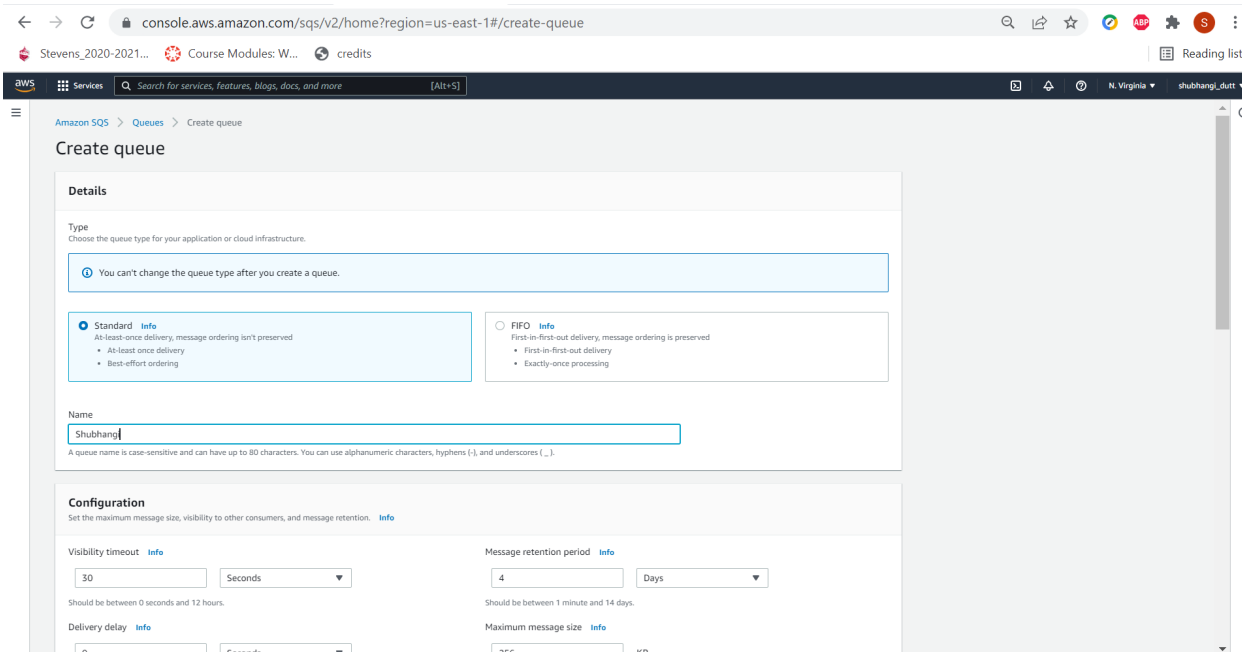 console.aws.amazon.com/sqs/v2/home?region=us-east-1#/create-queue
ABP
S
Stevens_2020-2021... Course Modules: W... credits Reading list
aws Services Search for services, features, blogs, docs, and more [Alt+S] N. Virginia shubhangi_dutt
Amazon SQS > Queues > Create queue
Create queue
Details
Type
Choose the queue type for your application or cloud infrastructure.
You can't change the queue type after you create a queue.
Standard Info
At-least-once delivery, message ordering isn't preserved
• At-least once delivery
• Best-effort ordering
FIFO Info
First-in-first-out delivery, message ordering is preserved
• First-in-first-out delivery
• Exactly-once processing
Name
Shubhangi
A queue name is case-sensitive and can have up to 80 characters. You can use alphanumeric characters, hyphens (-), and underscores ( _ ).
Configuration
Set the maximum message size, visibility to other consumers, and message retention. Info
Visibility timeout Info
30 Seconds
Should be between 0 seconds and 12 hours.
Message retention period Info
4 Days
Should be between 1 minute and 14 days.
Delivery delay Info
0 Seconds
Maximum message size Info
256 KB